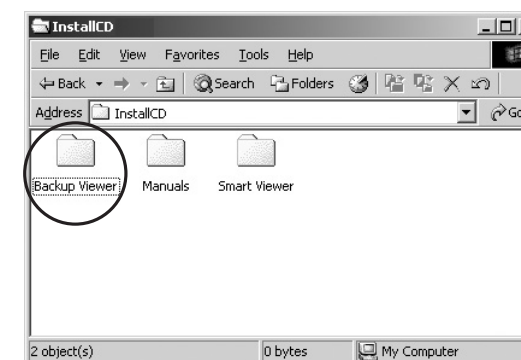 InstallCD
File Edit View Favorites Tools Help
Back Search Folders
Address InstallCD Go
Backup Viewer Manuals Smart Viewer
2 object(s) 0 bytes My Computer